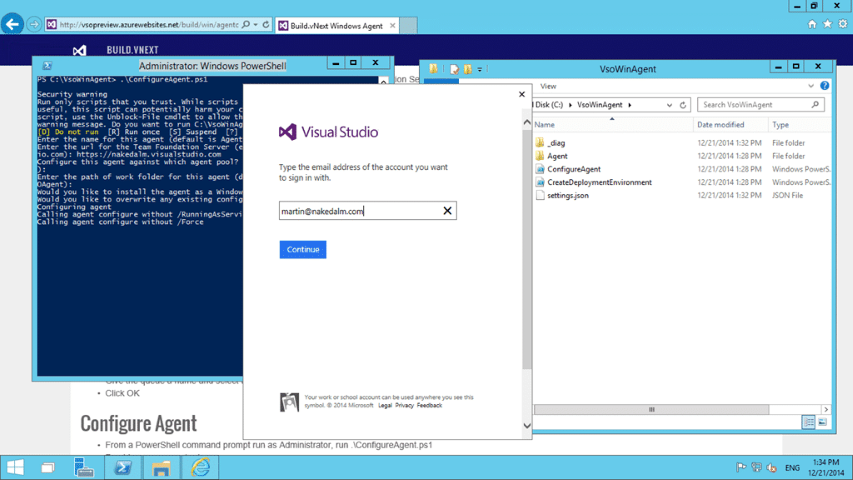 http://vsopreview.azurewebsites.net/build/win/agentc
Build.vNext Windows Agent
BUILD.VNEXT
Administrator: Windows PowerShell
PS C:\VsoWinAgent> .\ConfigureAgent.ps1
Security warning
Run only scripts that you trust. While scripts
useful, this script can potentially harm your c
script, use the Unblock-File cmdlet to allow th
warning message. Do you want to run C:\VsoWinAg
[D] Do not run [R] Run once [S] Suspend [?]
Enter the name for this agent (default is Agen
Enter the url for the Team Foundation Server (e
io.com): https://nakedalm.visualstudio.com
Configure this agent against which agent pool?
):
Enter the path of work folder for this agent (d
OAgent):
Would you like to install the agent as a Window
Would you like to overwrite any existing config
Configuring agent
Calling agent configure without /RunningAsServi
Calling agent configure without /Force
Visual Studio
Type the email address of the account you want
to sign in with.
martin@nakedalm.com
Continue
Your work or school account can be used anywhere you see this
symbol. © 2014 Microsoft Legal Privacy Feedback
VsoWinAgent
View
l Disk (C:) VsoWinAgent
Search VsoWinAgent
Name Date modified Type
_diag 12/21/2014 1:32 PM File folder
Agent 12/21/2014 1:28 PM File folder
ConfigureAgent 12/21/2014 1:28 PM Windows PowerS
CreateDeploymentEnvironment 12/21/2014 1:28 PM Windows PowerS
settings.json 12/21/2014 1:32 PM JSON File
Give the queue a name and select
Click OK
Configure Agent
From a PowerShell command prompt run as Administrator, run .\ConfigureAgent.ps1
ENG
1:34 PM
12/21/2014